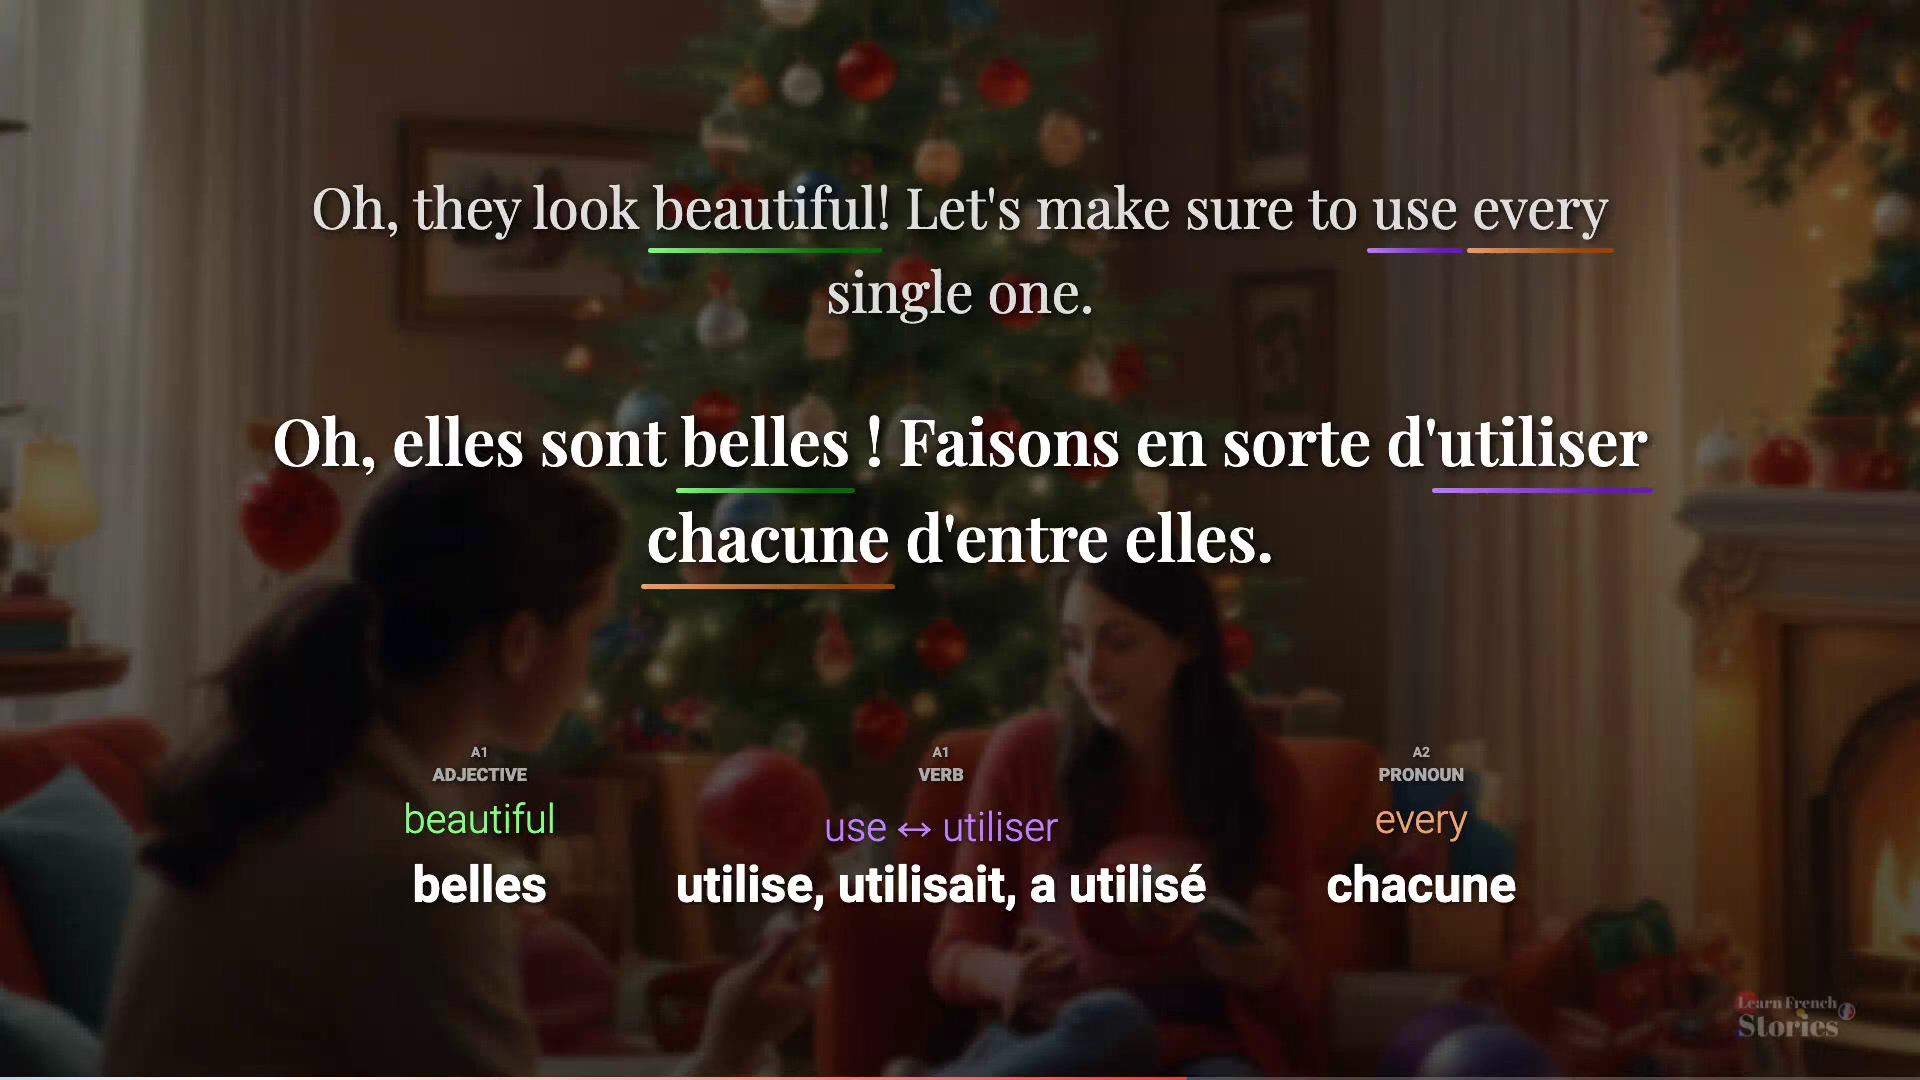 Oh, they look beautiful! Let's make sure to use every
single one.
Oh, elles sont belles ! Faisons en sorte d'utiliser
chacune d'entre elles.
A1
ADJECTIVE
beautiful
belles
A1
VERB
use ↔ utiliser
utilise, utilisait, a utilisé
A2
PRONOUN
every
chacune
Learn French
Stories